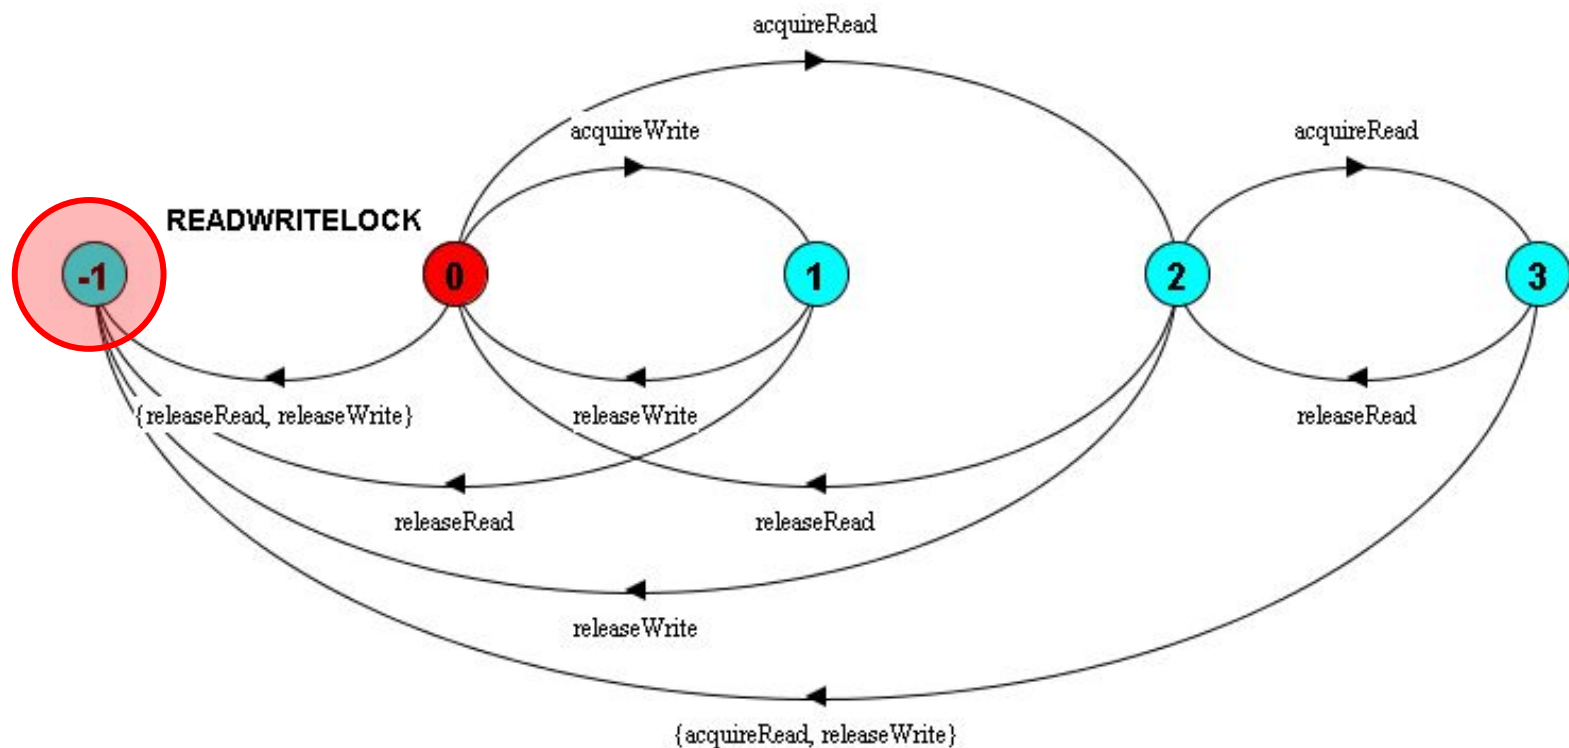 acquireRead
acquireWrite
acquireRead
READWRITELOCK
-1
0
1
2
3
{releaseRead, releaseWrite}
releaseWrite
releaseRead
releaseRead
releaseRead
releaseWrite
{acquireRead, releaseWrite}